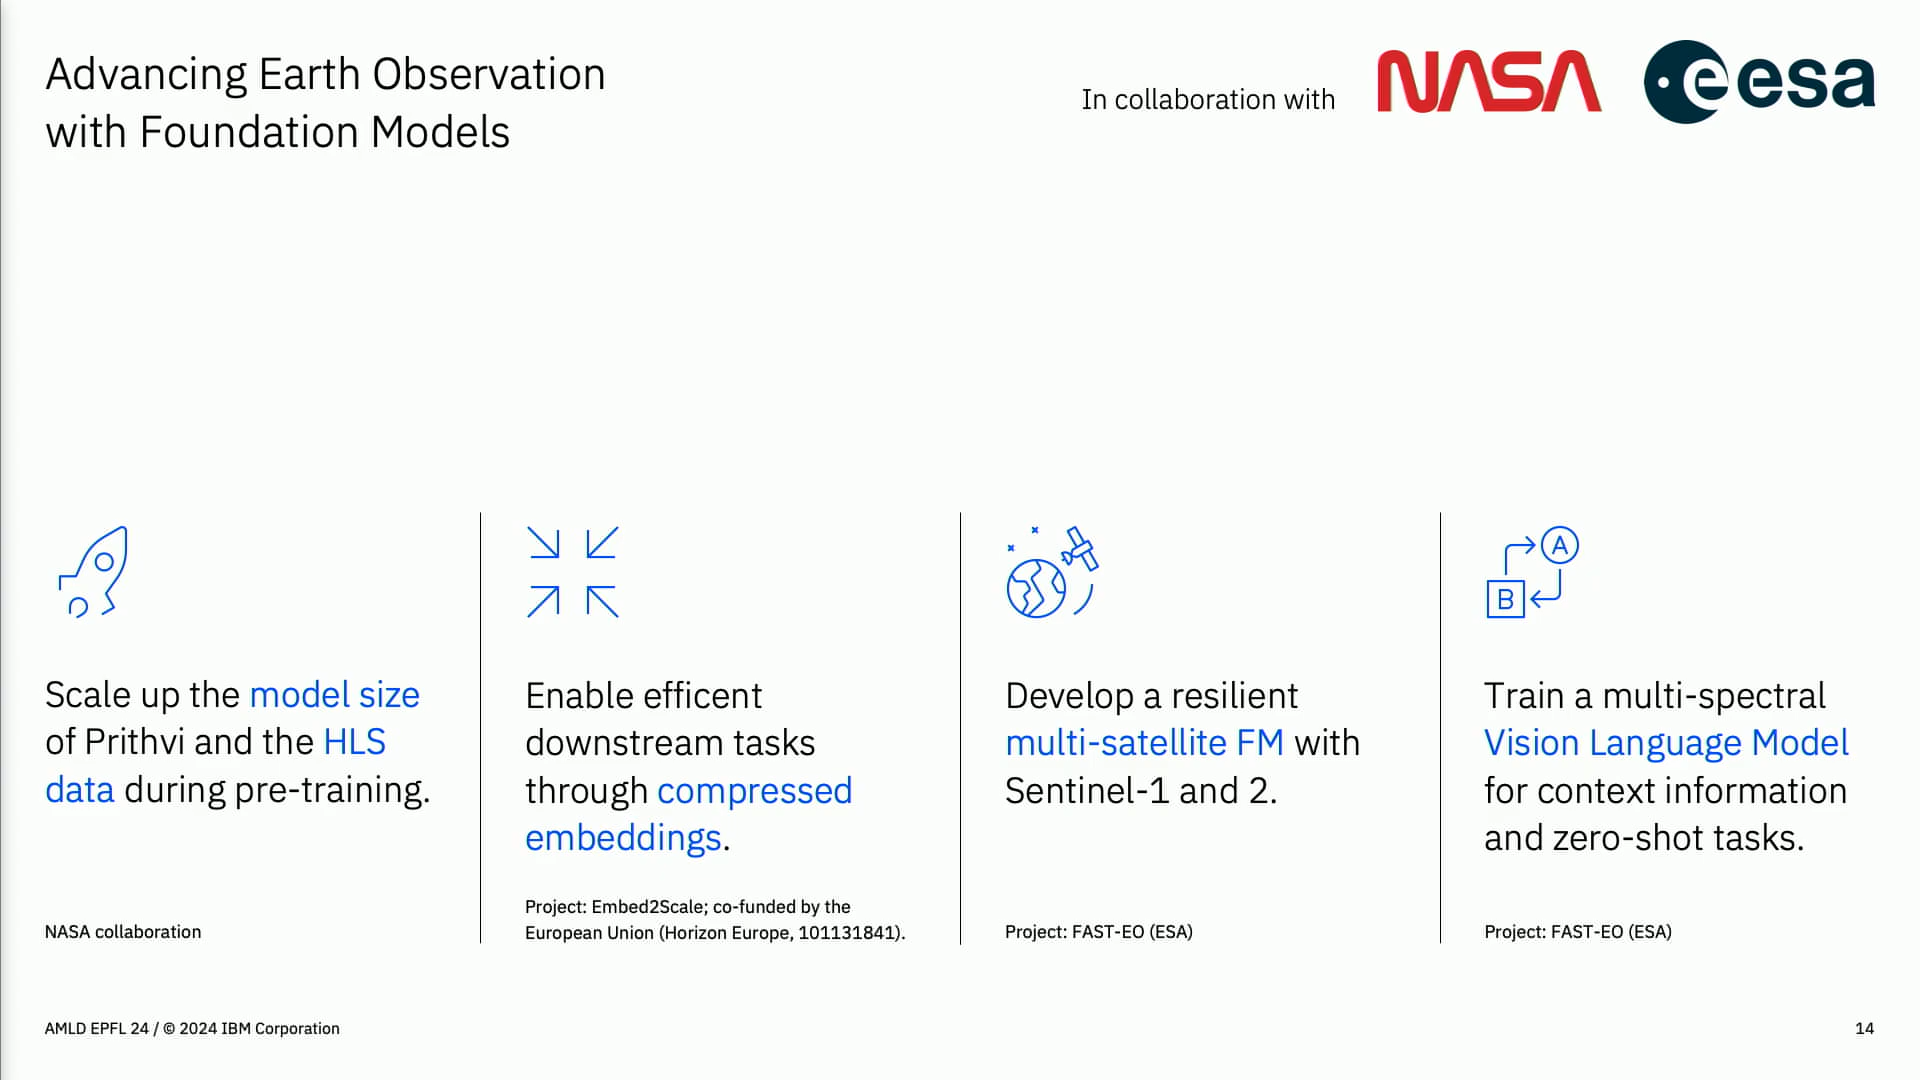 Advancing Earth Observation
with Foundation Models
In collaboration with
NASA
esa
A
B
Scale up the model size
of Prithvi and the HLS
data during pre-training.
NASA collaboration
Enable efficent
downstream tasks
through compressed
embeddings.
Project: Embed2Scale; co-funded by the
European Union (Horizon Europe, 101131841).
Develop a resilient
multi-satellite FM with
Sentinel-1 and 2.
Project: FAST-EO (ESA)
Train a multi-spectral
Vision Language Model
for context information
and zero-shot tasks.
Project: FAST-EO (ESA)
AMLD EPFL 24 / © 2024 IBM Corporation
14